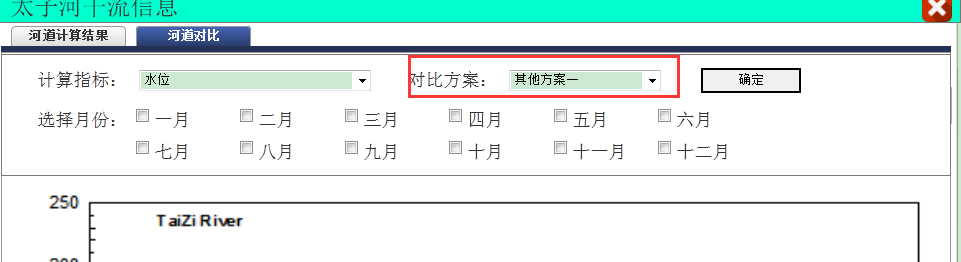 太子河干流信息
河道计算结果 河道对比
计算指标： 水位 对比方案： 其他方案一 确定
选择月份： 一月 二月 三月 四月 五月 六月
七月 八月 九月 十月 十一月 十二月
250
TaiZi River
200